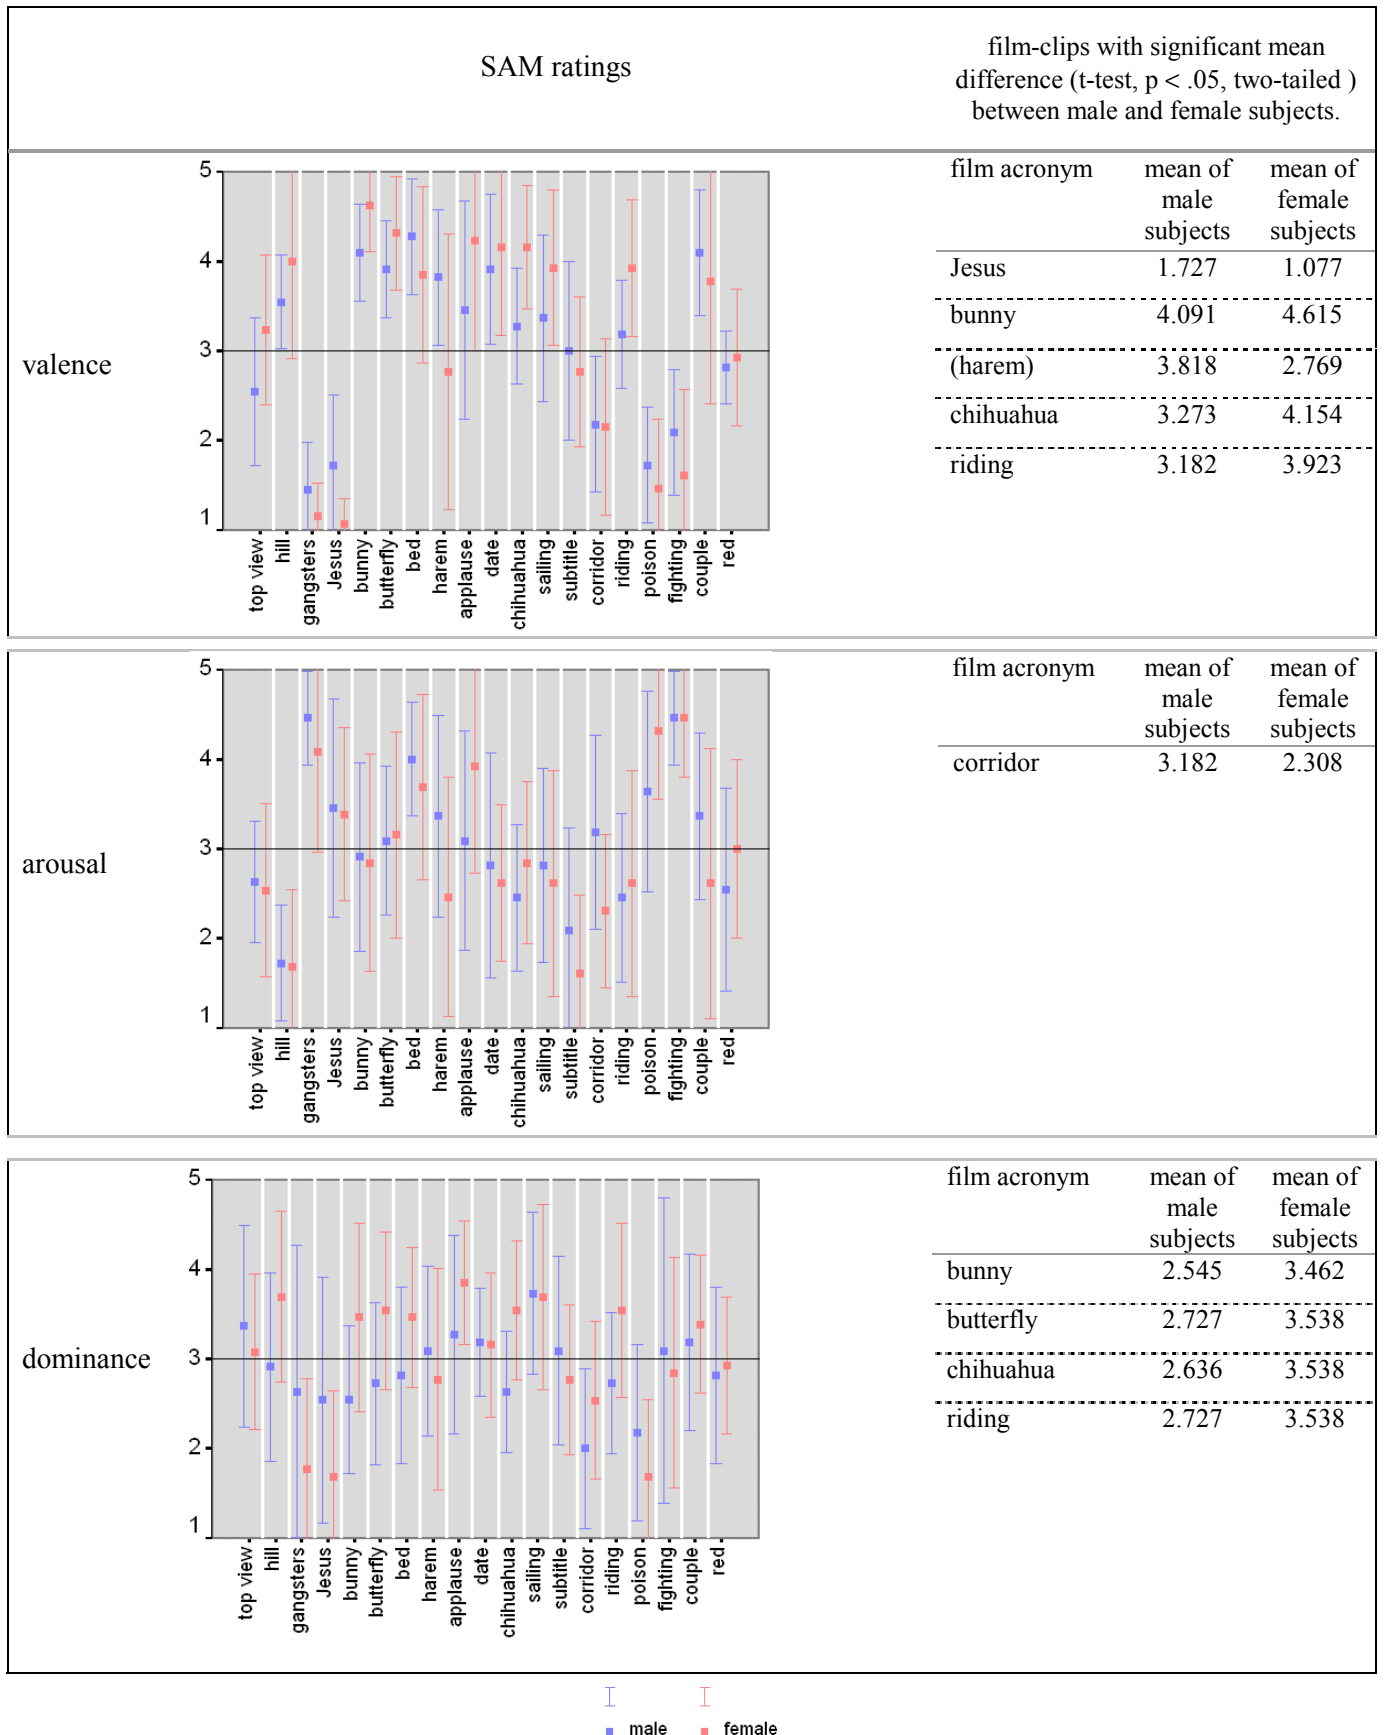 SAM ratings
film-clips with significant mean
difference (t-test, p < .05, two-tailed )
between male and female subjects.
valence
5
4
3
2
1
top view
hill
gangsters
Jesus
bunny
butterfly
bed
harem
applause
date
chihuahua
sailing
subtitle
corridor
riding
poison
fighting
couple
red
film acronym mean of mean of
male female
subjects subjects
Jesus 1.727 1.077
bunny 4.091 4.615
(harem) 3.818 2.769
chihuahua 3.273 4.154
riding 3.182 3.923
arousal
5
4
3
2
1
top view
hill
gangsters
Jesus
bunny
butterfly
bed
harem
applause
date
chihuahua
sailing
subtitle
corridor
riding
poison
fighting
couple
red
film acronym mean of mean of
male female
subjects subjects
corridor 3.182 2.308
dominance
5
4
3
2
1
top view
hill
gangsters
Jesus
bunny
butterfly
bed
harem
applause
date
chihuahua
sailing
subtitle
corridor
riding
poison
fighting
couple
red
film acronym mean of mean of
male female
subjects subjects
bunny 2.545 3.462
butterfly 2.727 3.538
chihuahua 2.636 3.538
riding 2.727 3.538
male female